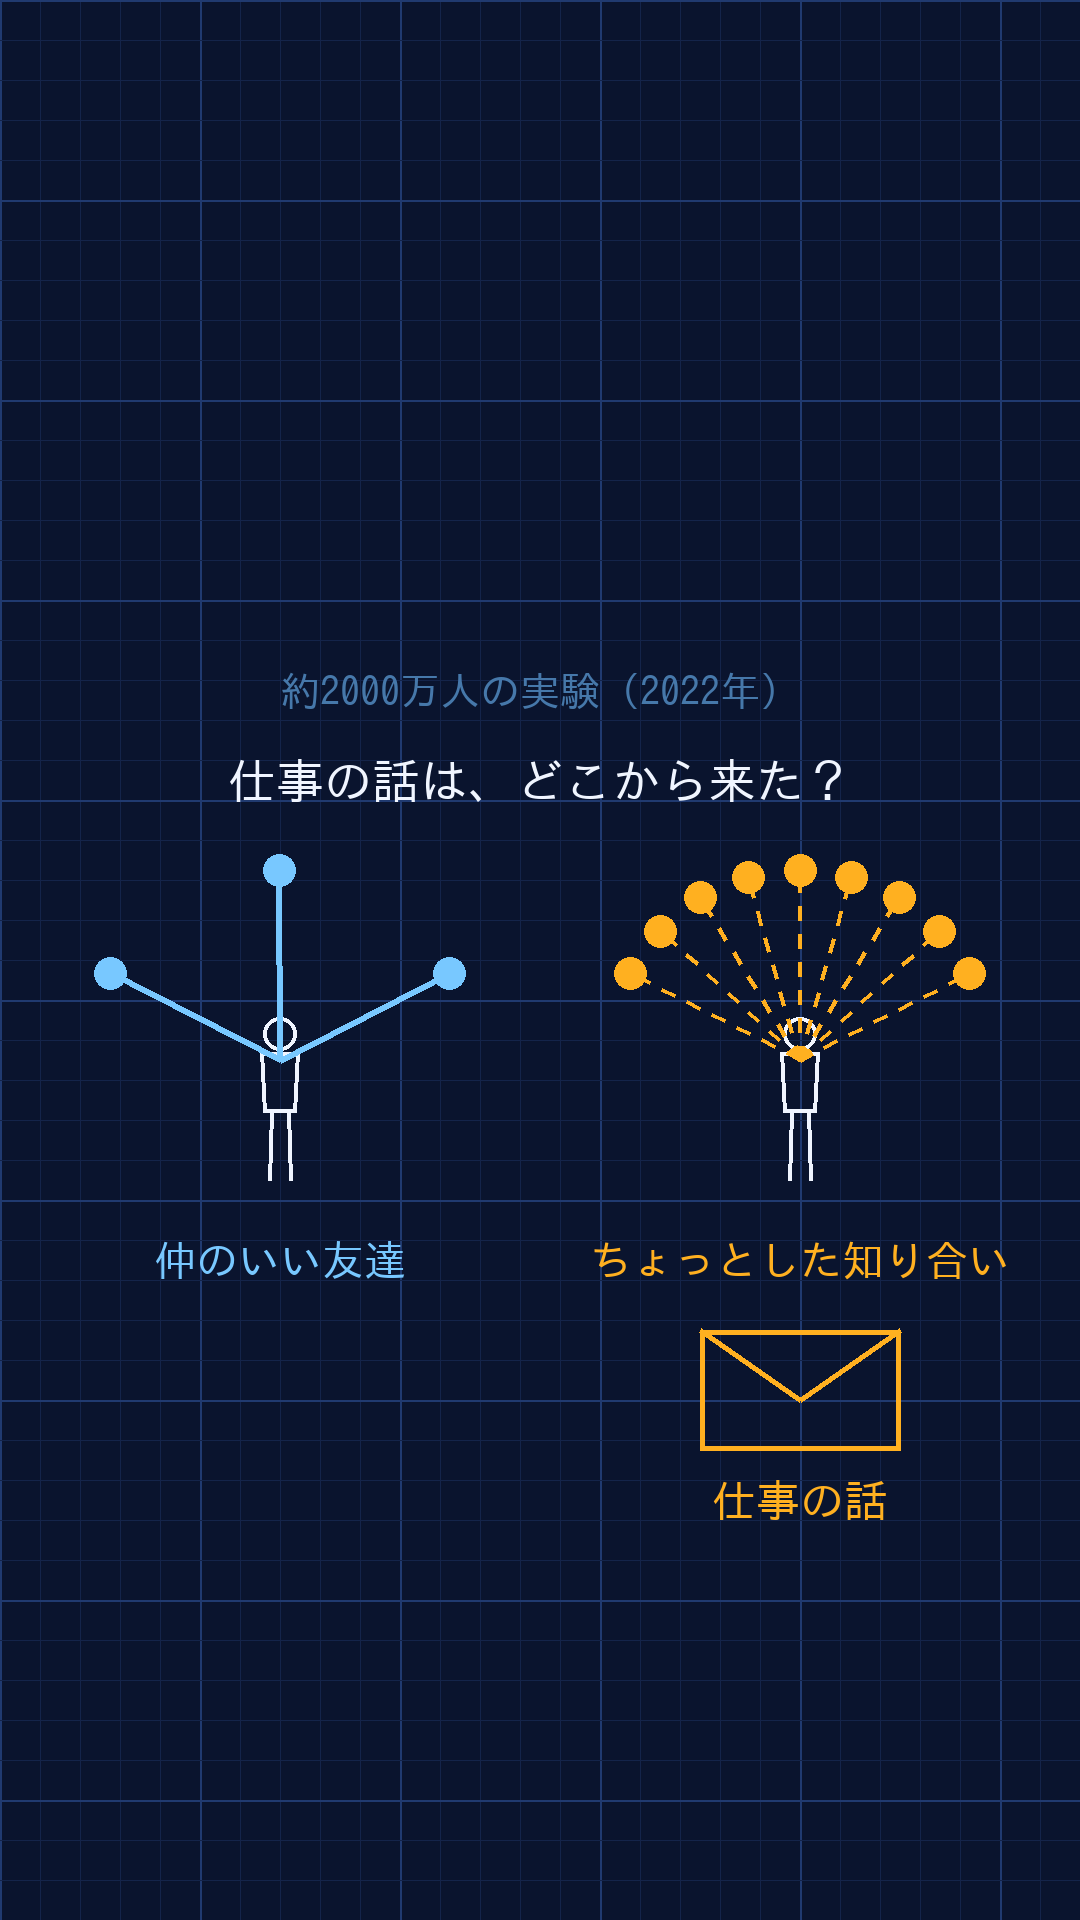 約2000万人の実験（2022年）
仕事の話は、どこから来た？
仲のいい友達
ちょっとした知り合い
仕事の話